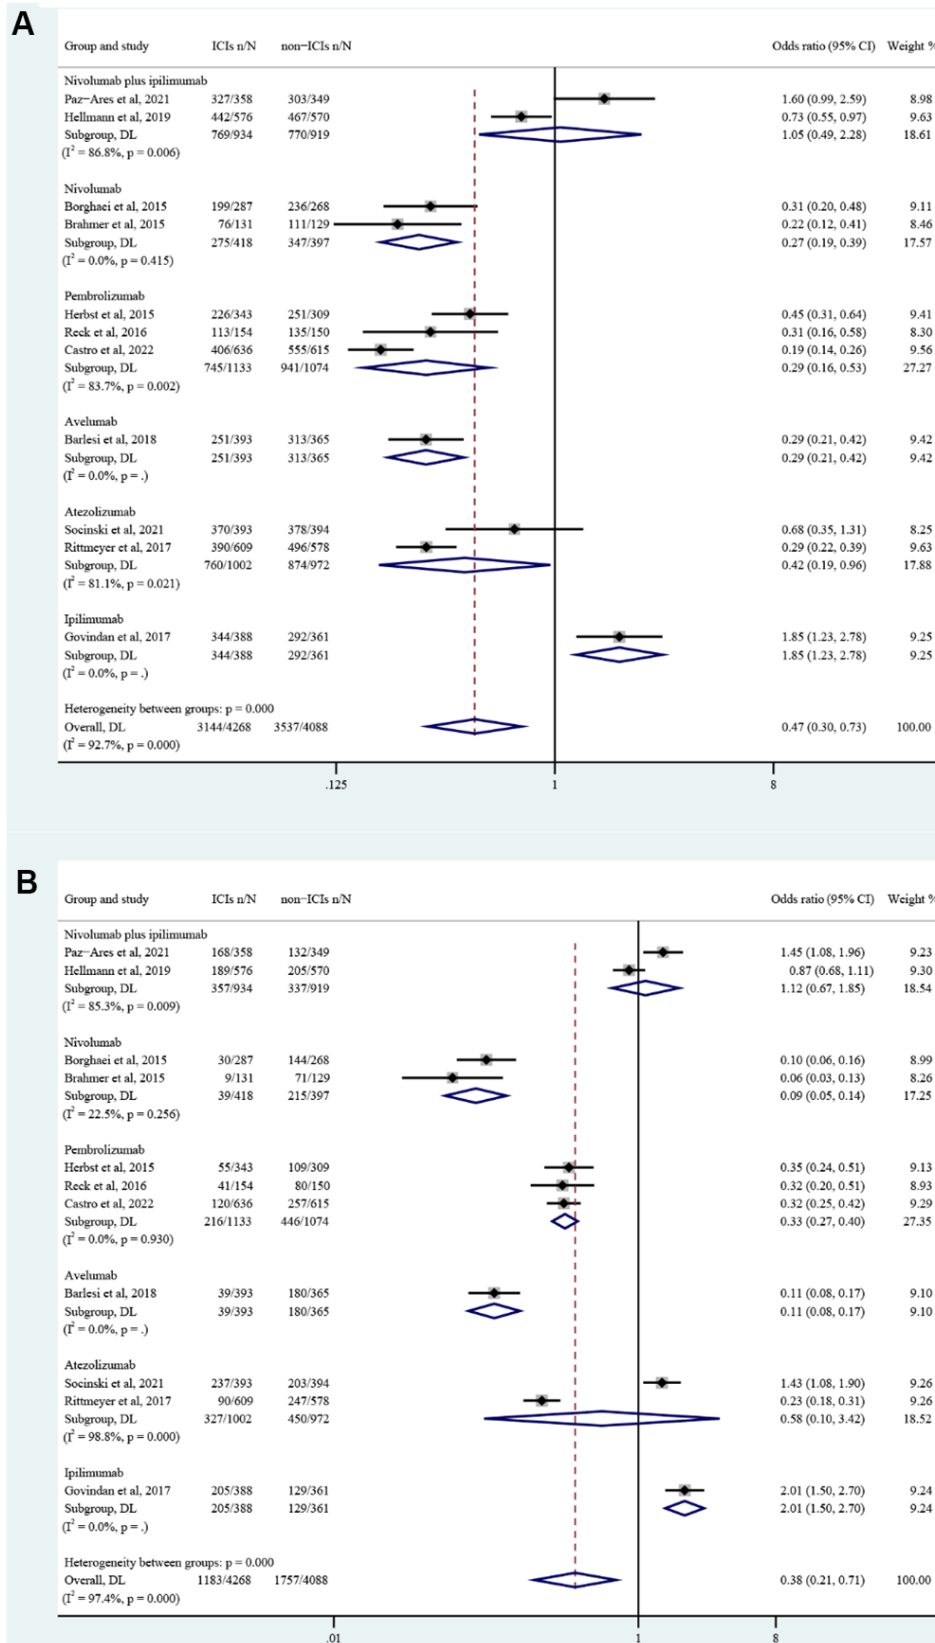 A
Group and study ICIs n/N non−ICIs n/N Odds ratio (95% CI) Weight %
Nivolumab plus ipilimumab
Paz−Ares et al, 2021 327/358 303/349 1.60 (0.99, 2.59) 8.98
Hellmann et al, 2019 442/576 467/570 0.73 (0.55, 0.97) 9.63
Subgroup, DL 769/934 770/919 1.05 (0.49, 2.28) 18.61
(I² = 86.8%, p = 0.006)
Nivolumab
Borghaei et al, 2015 199/287 236/268 0.31 (0.20, 0.48) 9.11
Brahmer et al, 2015 76/131 111/129 0.22 (0.12, 0.41) 8.46
Subgroup, DL 275/418 347/397 0.27 (0.19, 0.39) 17.57
(I² = 0.0%, p = 0.415)
Pembrolizumab
Herbst et al, 2015 226/343 251/309 0.45 (0.31, 0.64) 9.41
Reck et al, 2016 113/154 135/150 0.31 (0.16, 0.58) 8.30
Castro et al, 2022 406/636 555/615 0.19 (0.14, 0.26) 9.56
Subgroup, DL 745/1133 941/1074 0.29 (0.16, 0.53) 27.27
(I² = 83.7%, p = 0.002)
Avelumab
Barlesi et al, 2018 251/393 313/365 0.29 (0.21, 0.42) 9.42
Subgroup, DL 251/393 313/365 0.29 (0.21, 0.42) 9.42
(I² = 0.0%, p = .)
Atezolizumab
Socinski et al, 2021 370/393 378/394 0.68 (0.35, 1.31) 8.25
Rittmeyer et al, 2017 390/609 496/578 0.29 (0.22, 0.39) 9.63
Subgroup, DL 760/1002 874/972 0.42 (0.19, 0.96) 17.88
(I² = 81.1%, p = 0.021)
Ipilimumab
Govindan et al, 2017 344/388 292/361 1.85 (1.23, 2.78) 9.25
Subgroup, DL 344/388 292/361 1.85 (1.23, 2.78) 9.25
(I² = 0.0%, p = .)
Heterogeneity between groups: p = 0.000
Overall, DL 3144/4268 3537/4088 0.47 (0.30, 0.73) 100.00
(I² = 92.7%, p = 0.000)
.125 1 8
B
Group and study ICIs n/N non−ICIs n/N Odds ratio (95% CI) Weight %
Nivolumab plus ipilimumab
Paz−Ares et al, 2021 168/358 132/349 1.45 (1.08, 1.96) 9.23
Hellmann et al, 2019 189/576 205/570 0.87 (0.68, 1.11) 9.30
Subgroup, DL 357/934 337/919 1.12 (0.67, 1.85) 18.54
(I² = 85.3%, p = 0.009)
Nivolumab
Borghaei et al, 2015 30/287 144/268 0.10 (0.06, 0.16) 8.99
Brahmer et al, 2015 9/131 71/129 0.06 (0.03, 0.13) 8.26
Subgroup, DL 39/418 215/397 0.09 (0.05, 0.14) 17.25
(I² = 22.5%, p = 0.256)
Pembrolizumab
Herbst et al, 2015 55/343 109/309 0.35 (0.24, 0.51) 9.13
Reck et al, 2016 41/154 80/150 0.32 (0.20, 0.51) 8.93
Castro et al, 2022 120/636 257/615 0.32 (0.25, 0.42) 9.29
Subgroup, DL 216/1133 446/1074 0.33 (0.27, 0.40) 27.35
(I² = 0.0%, p = 0.930)
Avelumab
Barlesi et al, 2018 39/393 180/365 0.11 (0.08, 0.17) 9.10
Subgroup, DL 39/393 180/365 0.11 (0.08, 0.17) 9.10
(I² = 0.0%, p = .)
Atezolizumab
Socinski et al, 2021 237/393 203/394 1.43 (1.08, 1.90) 9.26
Rittmeyer et al, 2017 90/609 247/578 0.23 (0.18, 0.31) 9.26
Subgroup, DL 327/1002 450/972 0.58 (0.10, 3.42) 18.52
(I² = 98.8%, p = 0.000)
Ipilimumab
Govindan et al, 2017 205/388 129/361 2.01 (1.50, 2.70) 9.24
Subgroup, DL 205/388 129/361 2.01 (1.50, 2.70) 9.24
(I² = 0.0%, p = .)
Heterogeneity between groups: p = 0.000
Overall, DL 1183/4268 1757/4088 0.38 (0.21, 0.71) 100.00
(I² = 97.4%, p = 0.000)
.01 1 8